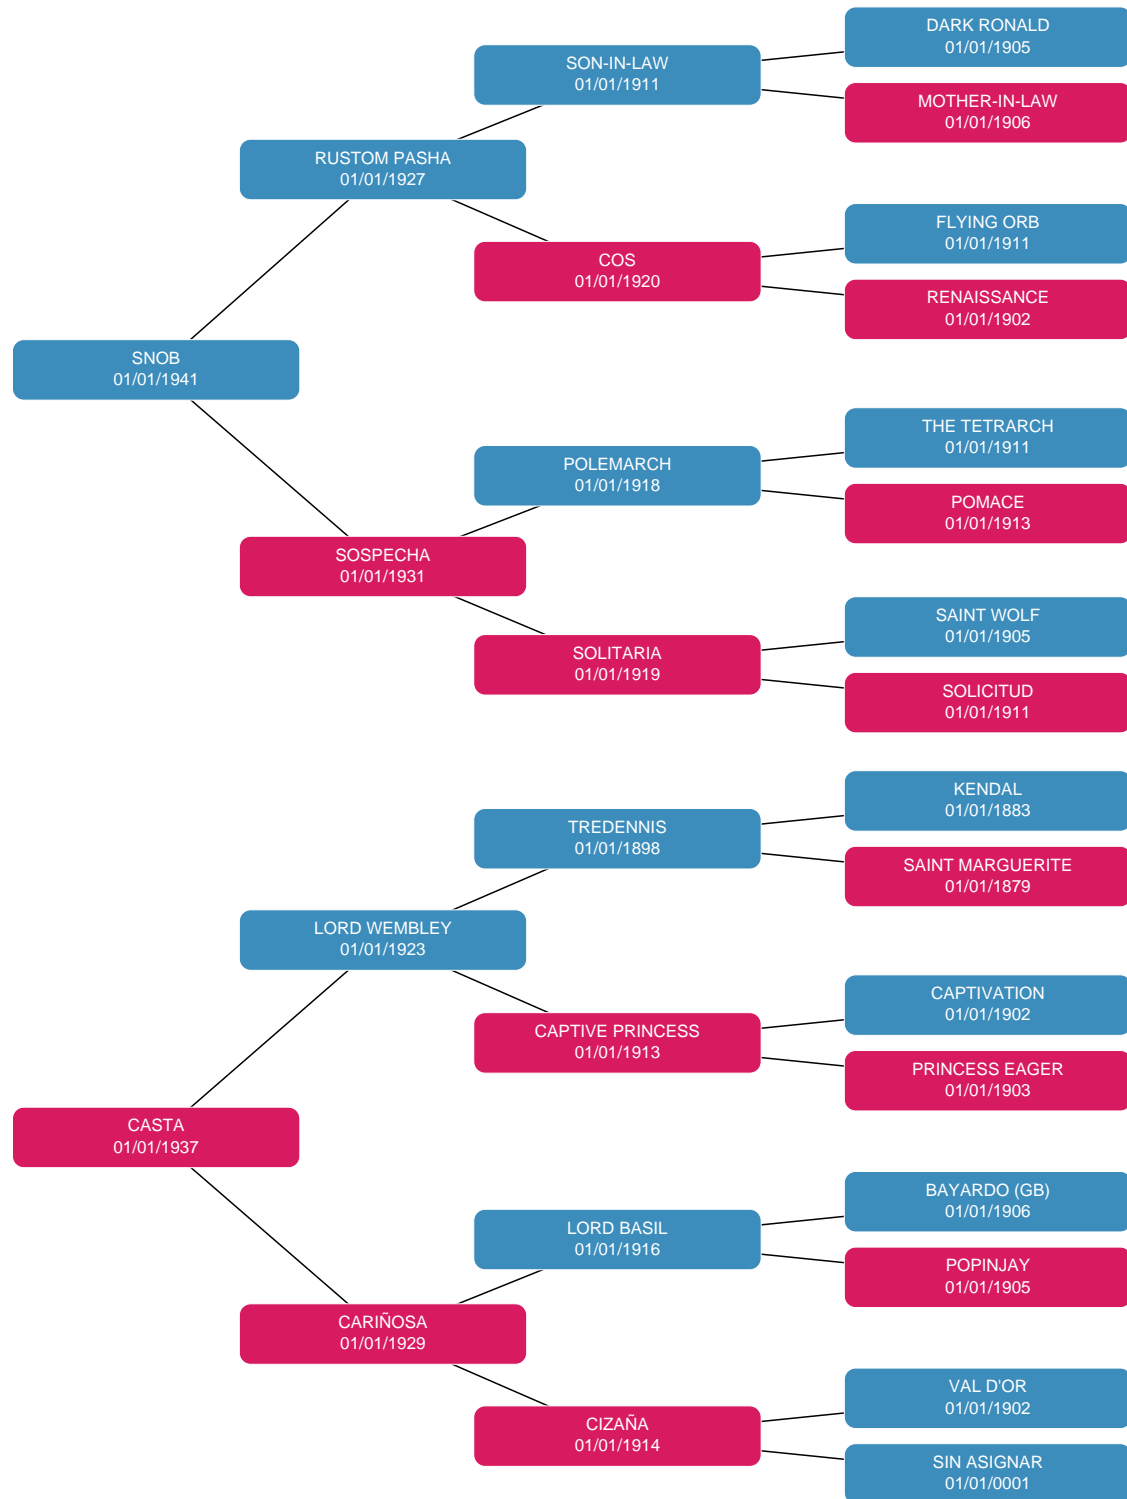 DARK RONALD
01/01/1905
SON-IN-LAW
01/01/1911
MOTHER-IN-LAW
01/01/1906
RUSTOM PASHA
01/01/1927
FLYING ORB
01/01/1911
COS
01/01/1920
RENAISSANCE
01/01/1902
SNOB
01/01/1941
THE TETRARCH
01/01/1911
POLEMARCH
01/01/1918
POMACE
01/01/1913
SOSPECHA
01/01/1931
SAINT WOLF
01/01/1905
SOLITARIA
01/01/1919
SOLICITUD
01/01/1911
KENDAL
01/01/1883
TREDENNIS
01/01/1898
SAINT MARGUERITE
01/01/1879
LORD WEMBLEY
01/01/1923
CAPTIVATION
01/01/1902
CAPTIVE PRINCESS
01/01/1913
PRINCESS EAGER
01/01/1903
CASTA
01/01/1937
BAYARDO (GB)
01/01/1906
LORD BASIL
01/01/1916
POPINJAY
01/01/1905
CARIÑOSA
01/01/1929
VAL D'OR
01/01/1902
CIZAÑA
01/01/1914
SIN ASIGNAR
01/01/0001